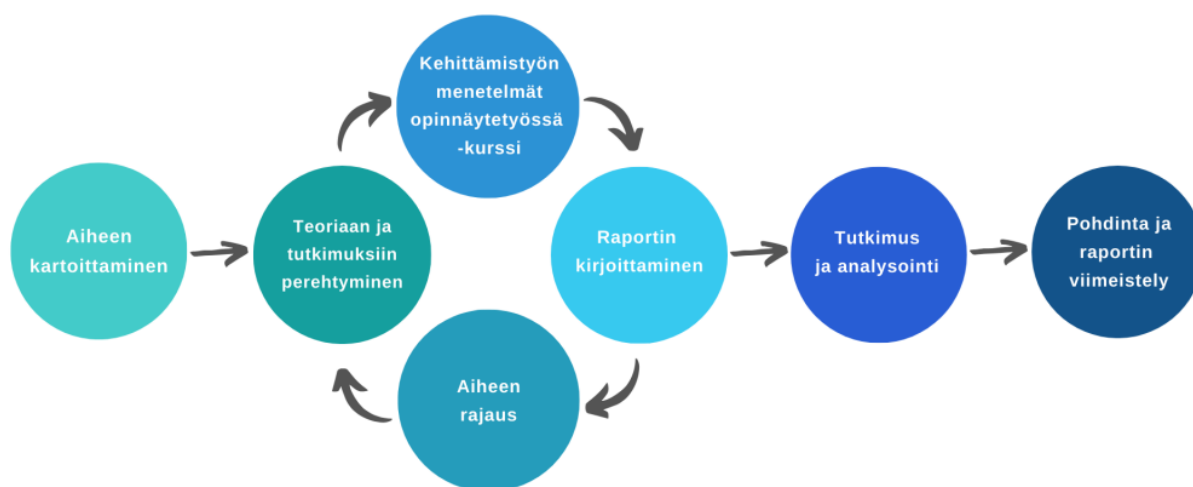 Aiheen
kartoittaminen
Teoriaan ja
tutkimuksiin
perehtyminen
Kehittämistyön
menetelmät
opinnäytetyössä
-kurssi
Raportin
kirjoittaminen
Aiheen
rajaus
Tutkimus
ja analysointi
Pohdinta ja
raportin
viimeistely